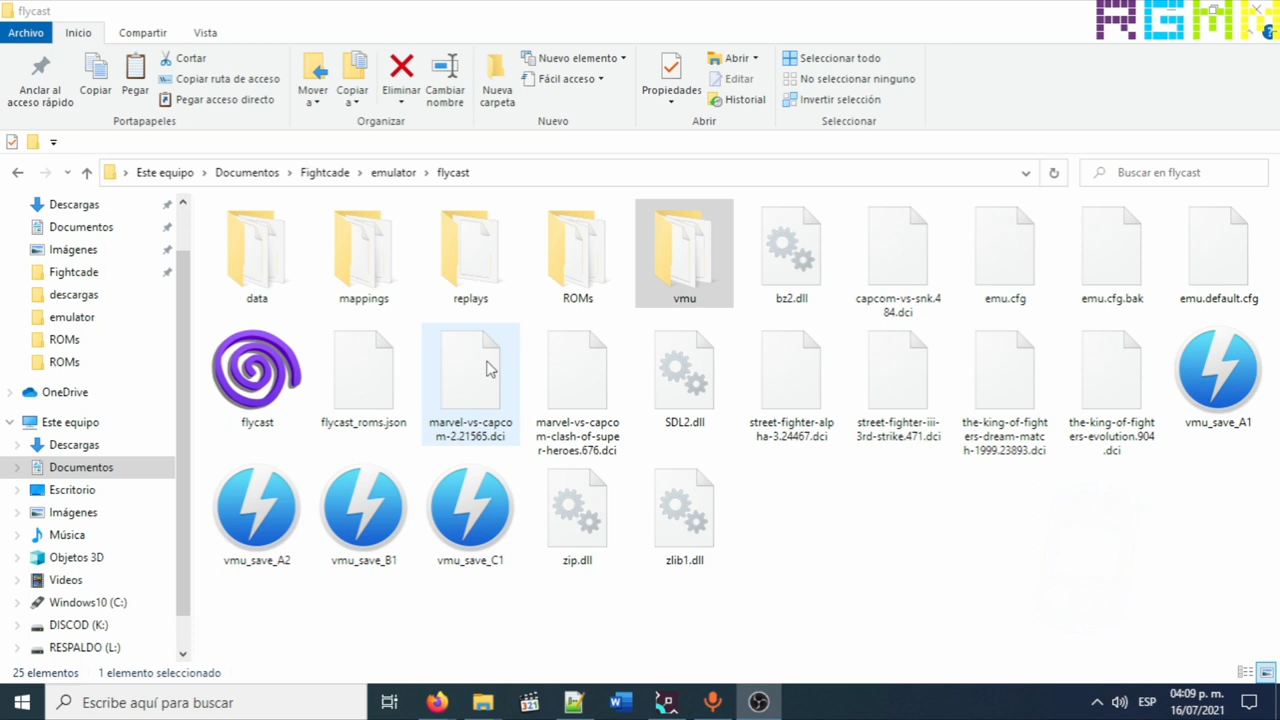 flycast
RGMM
Archivo
Inicio
Compartir
Vista
Anclar al
acceso rápido
Copiar
Pegar
Cortar
Copiar ruta de acceso
Pegar acceso directo
Portapapeles
Mover
a
Copiar
a
Eliminar
Cambiar
nombre
Organizar
Nueva
carpeta
Nuevo elemento
Fácil acceso
Nuevo
Propiedades
Abrir
Editar
Historial
Abrir
Seleccionar todo
No seleccionar ninguno
Invertir selección
Seleccionar
Este equipo > Documentos > Fightcade > emulator > flycast
Buscar en flycast
Descargas
Documentos
Imágenes
Fightcade
descargas
emulator
ROMs
ROMs
OneDrive
Este equipo
Descargas
Documentos
Escritorio
Imágenes
Música
Objetos 3D
Videos
Windows10 (C:)
DISCOD (K:)
RESPALDO (L:)
data
mappings
replays
ROMs
vmu
bz2.dll
capcom-vs-snk.4
84.dci
emu.cfg
emu.cfg.bak
emu.default.cfg
flycast
flycast_roms.json
marvel-vs-capco
m-2.21565.dci
marvel-vs-capco
m-clash-of-supe
r-heroes.676.dci
SDL2.dll
street-fighter-alp
ha-3.24467.dci
street-fighter-iii-
3rd-strike.471.dci
the-king-of-figh
ters-dream-matc
h-1999.23893.dci
the-king-of-figh
ters-evolution.904
.dci
vmu_save_A1
vmu_save_A2
vmu_save_B1
vmu_save_C1
zip.dll
zlib1.dll
25 elementos
1 elemento seleccionado
Escribe aquí para buscar
321
ESP
04:09 p. m.
16/07/2021